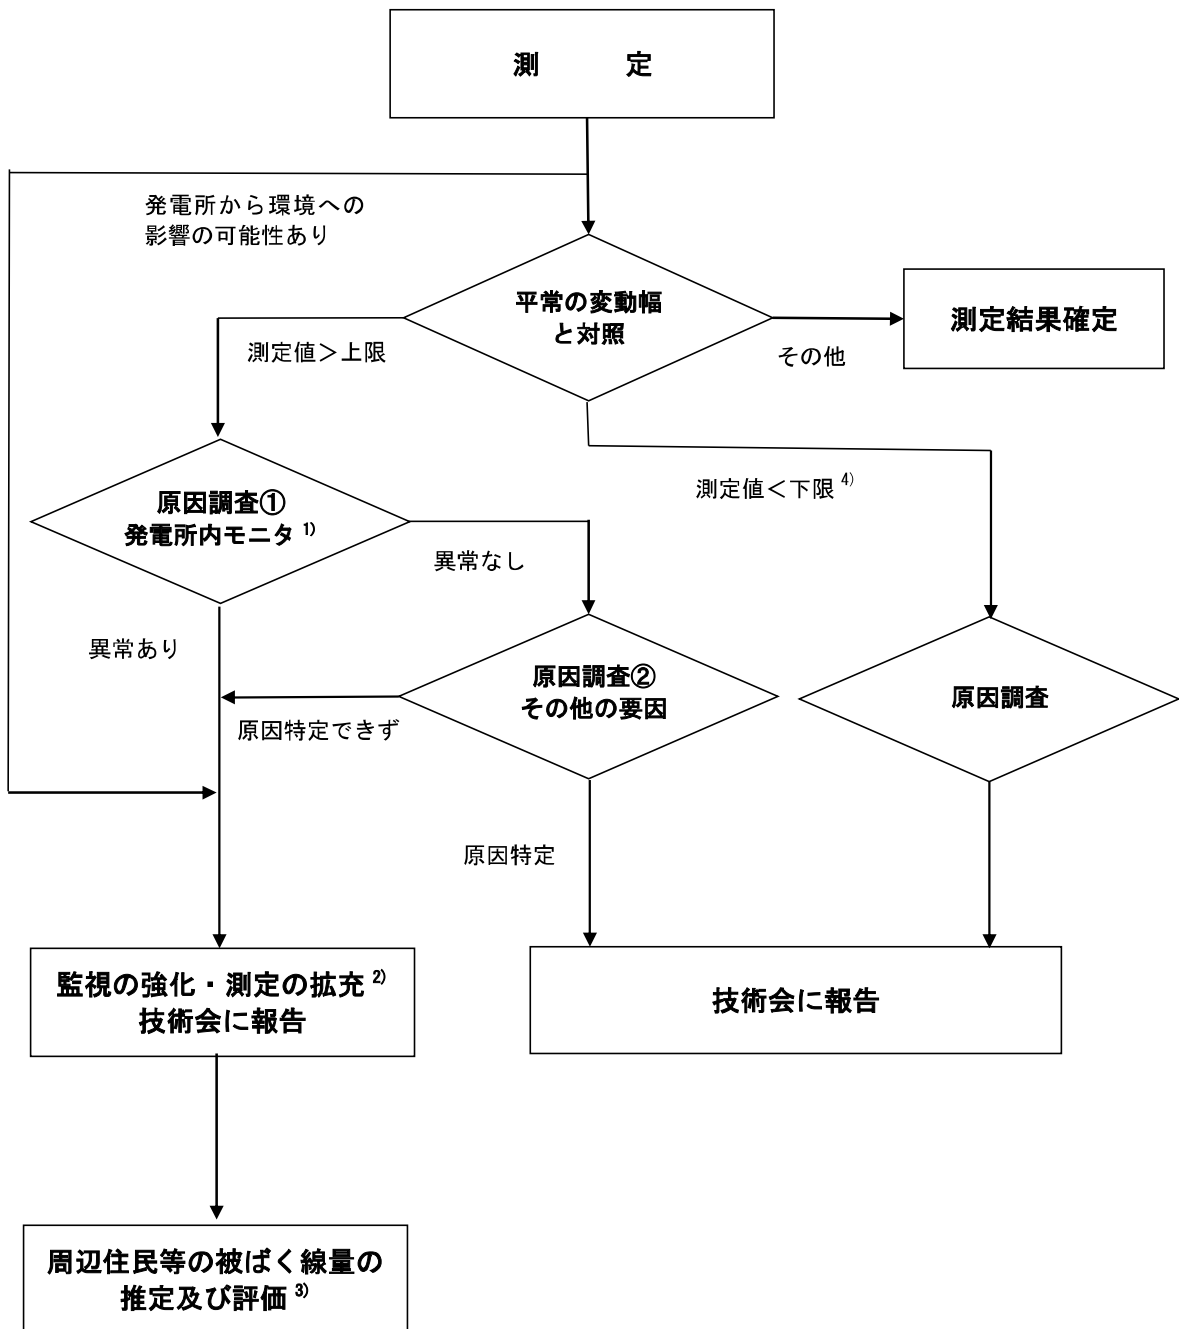 測　　　定
発電所から環境への
影響の可能性あり
平常の変動幅
と対照
測定結果確定
測定値＞上限
その他
原因調査①
発電所内モニタ 1)
測定値＜下限 4)
異常なし
異常あり
原因調査②
その他の要因
原因調査
原因特定できず
原因特定
監視の強化・測定の拡充 2)
技術会に報告
技術会に報告
周辺住民等の被ばく線量の
推定及び評価 3)